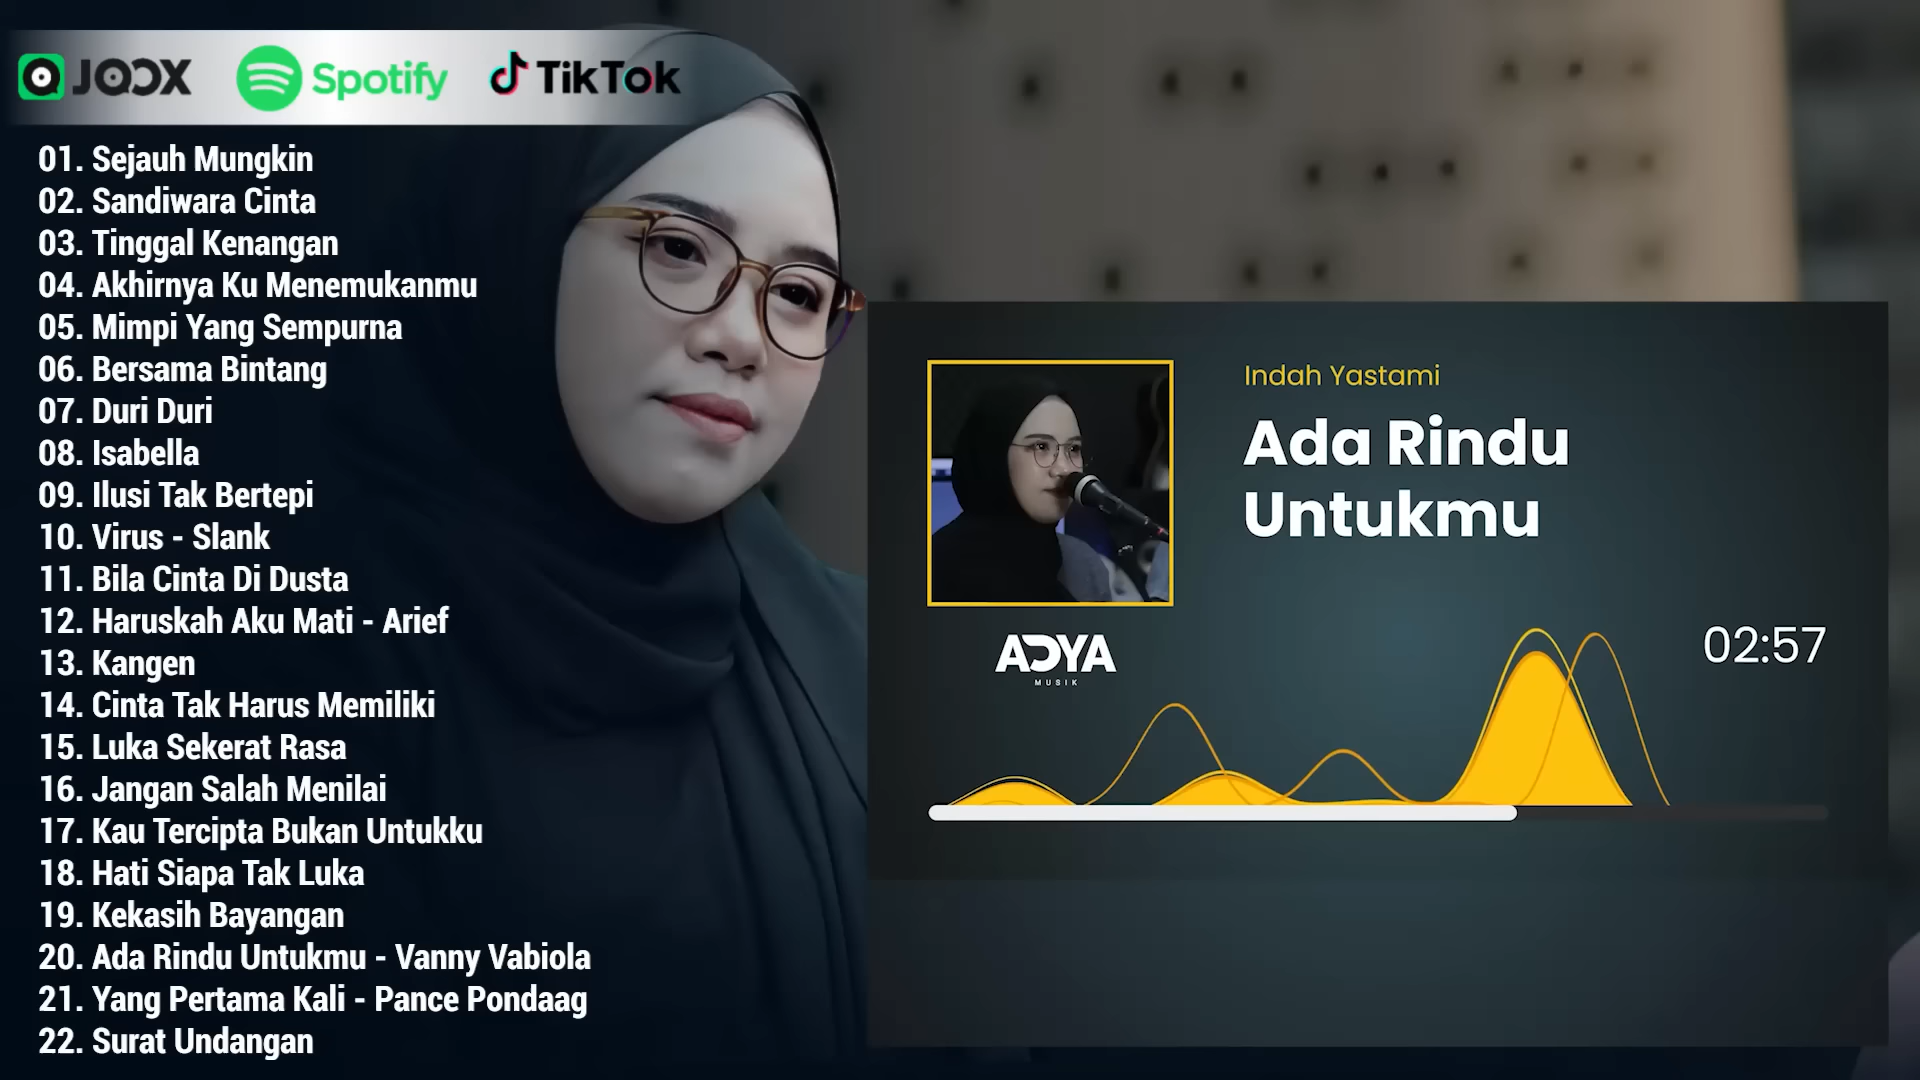 JOOX Spotify TikTok
01. Sejauh Mungkin
02. Sandiwara Cinta
03. Tinggal Kenangan
04. Akhirnya Ku Menemukanmu
05. Mimpi Yang Sempurna
06. Bersama Bintang
07. Duri Duri
08. Isabella
09. Ilusi Tak Bertepi
10. Virus - Slank
11. Bila Cinta Di Dusta
12. Haruskah Aku Mati - Arief
13. Kangen
14. Cinta Tak Harus Memiliki
15. Luka Sekerat Rasa
16. Jangan Salah Menilai
17. Kau Tercipta Bukan Untukku
18. Hati Siapa Tak Luka
19. Kekasih Bayangan
20. Ada Rindu Untukmu - Vanny Vabiola
21. Yang Pertama Kali - Pance Pondaag
22. Surat Undangan
Indah Yastami
Ada Rindu
Untukmu
ADYA
MUSIK
02:57